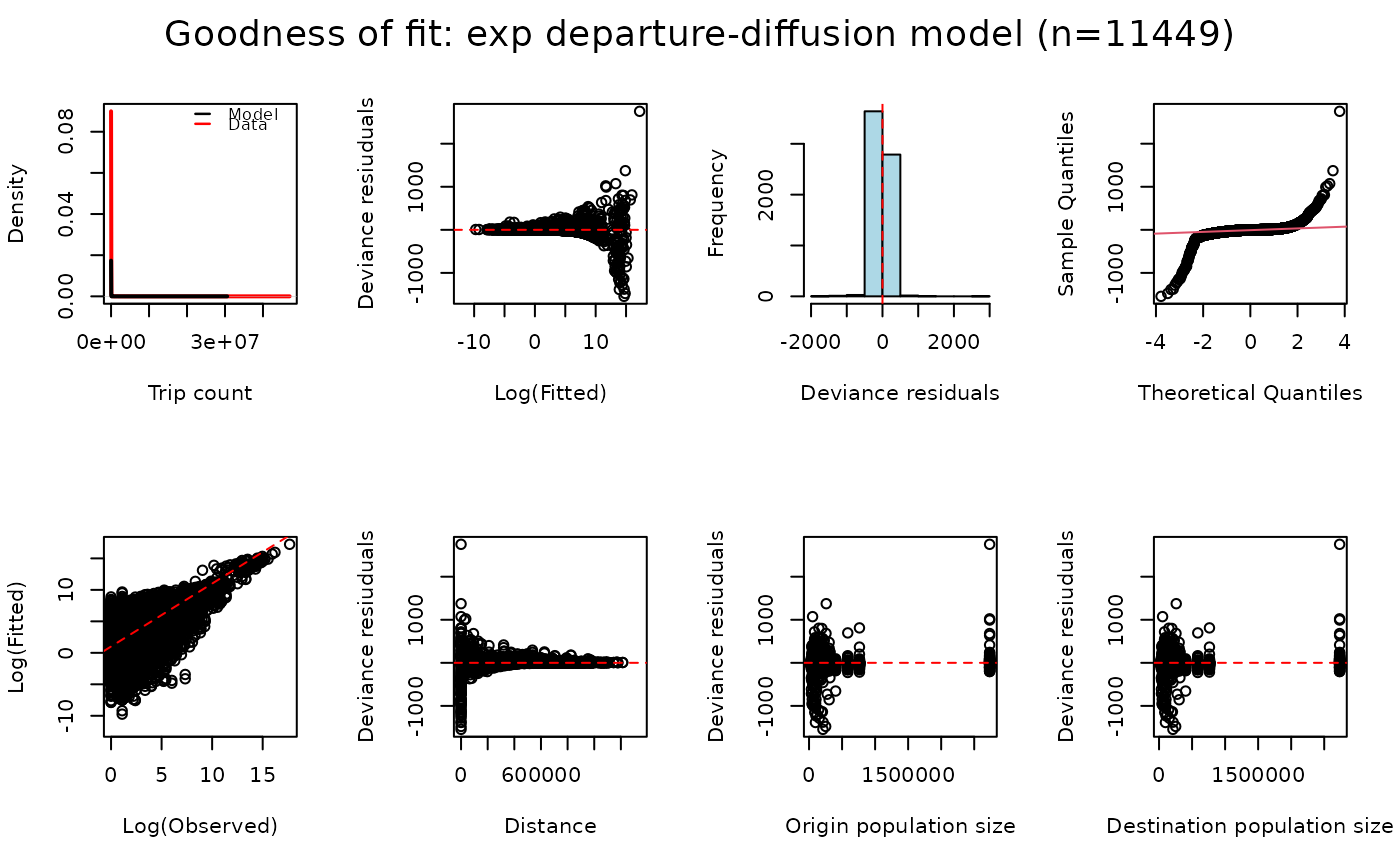 Goodness of fit: exp departure-diffusion model (n=11449)
Density
0.00 0.04 0.08
Model
Data
0e+00 3e+07
Trip count
Deviance resiuduals
-1000 1000
-10 0 10
Log(Fitted)
Frequency
0 2000
-2000 0 2000
Deviance residuals
Sample Quantiles
-1000 1000
-4 -2 0 2 4
Theoretical Quantiles
Log(Fitted)
-10 0 10
0 5 10 15
Log(Observed)
Deviance resiuduals
-1000 1000
0 600000
Distance
Deviance resiuduals
-1000 1000
0 1500000
Origin population size
Deviance resiuduals
-1000 1000
0 1500000
Destination population size